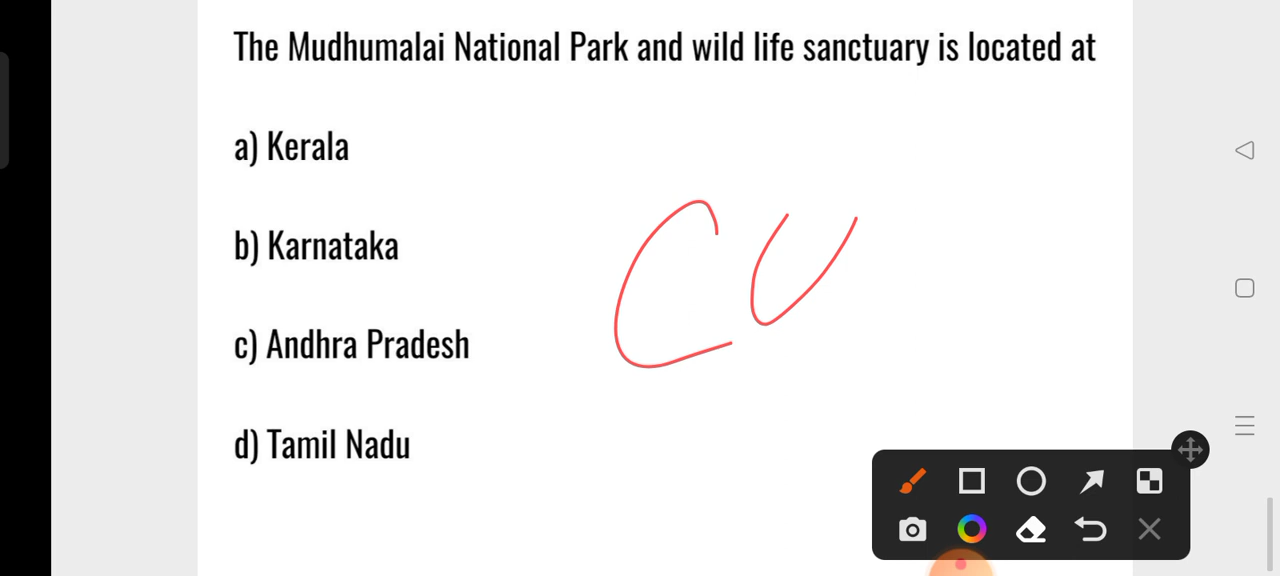 The Mudhumalai National Park and wild life sanctuary is located at
a) Kerala
b) Karnataka
c) Andhra Pradesh
d) Tamil Nadu